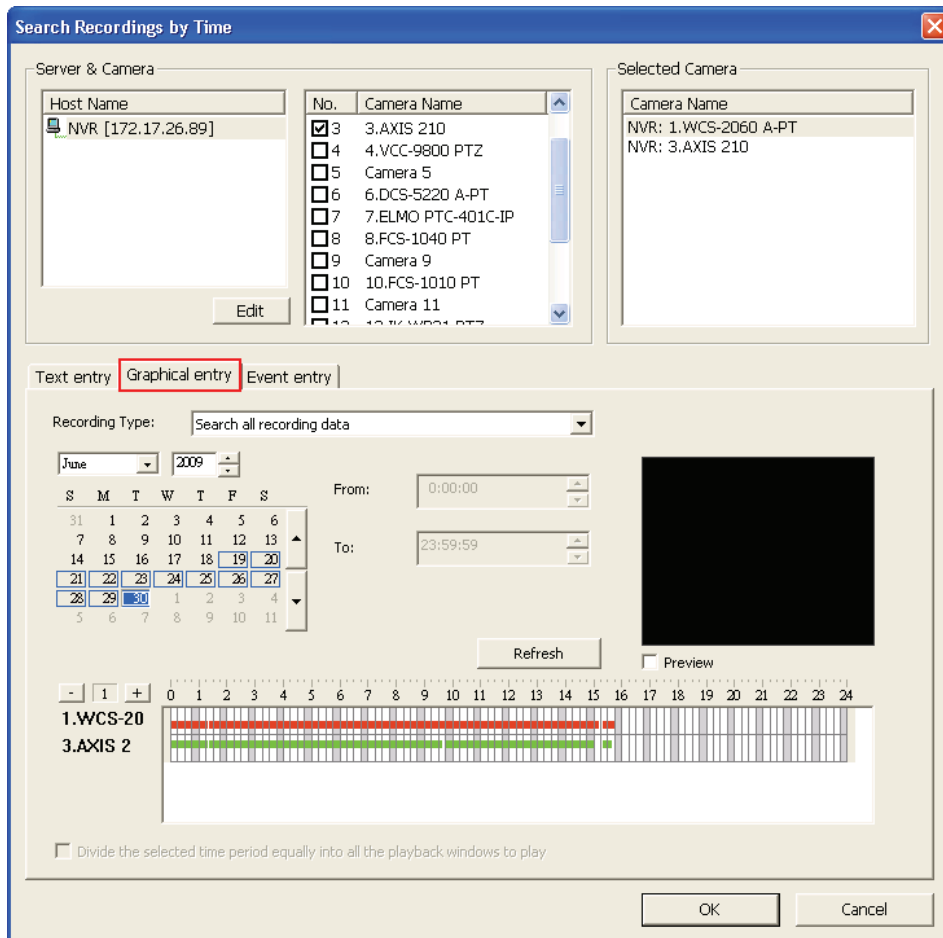 Search Recordings by Time
Server & Camera
Host Name
NVR [172.17.26.89]
Edit
No. Camera Name
3 3.AXIS 210
4 4.VCC-9800 PTZ
5 Camera 5
6 6.DCS-5220 A-PT
7 7.ELMO PTC-401C-IP
8 8.FCS-1040 PT
9 Camera 9
10 10.FCS-1010 PT
11 Camera 11
Selected Camera
Camera Name
NVR: 1.WCS-2060 A-PT
NVR: 3.AXIS 210
Text entry Graphical entry Event entry
Recording Type: Search all recording data
June 2009
S M T W T F S
31 1 2 3 4 5 6
7 8 9 10 11 12 13
14 15 16 17 18 19 20
21 22 23 24 25 26 27
28 29 30 1 2 3 4
5 6 7 8 9 10 11
From: 0:00:00
To: 23:59:59
Refresh
Preview
- 1 + 0 1 2 3 4 5 6 7 8 9 10 11 12 13 14 15 16 17 18 19 20 21 22 23 24
1.WCS-20
3.AXIS 2
Divide the selected time period equally into all the playback windows to play
OK Cancel